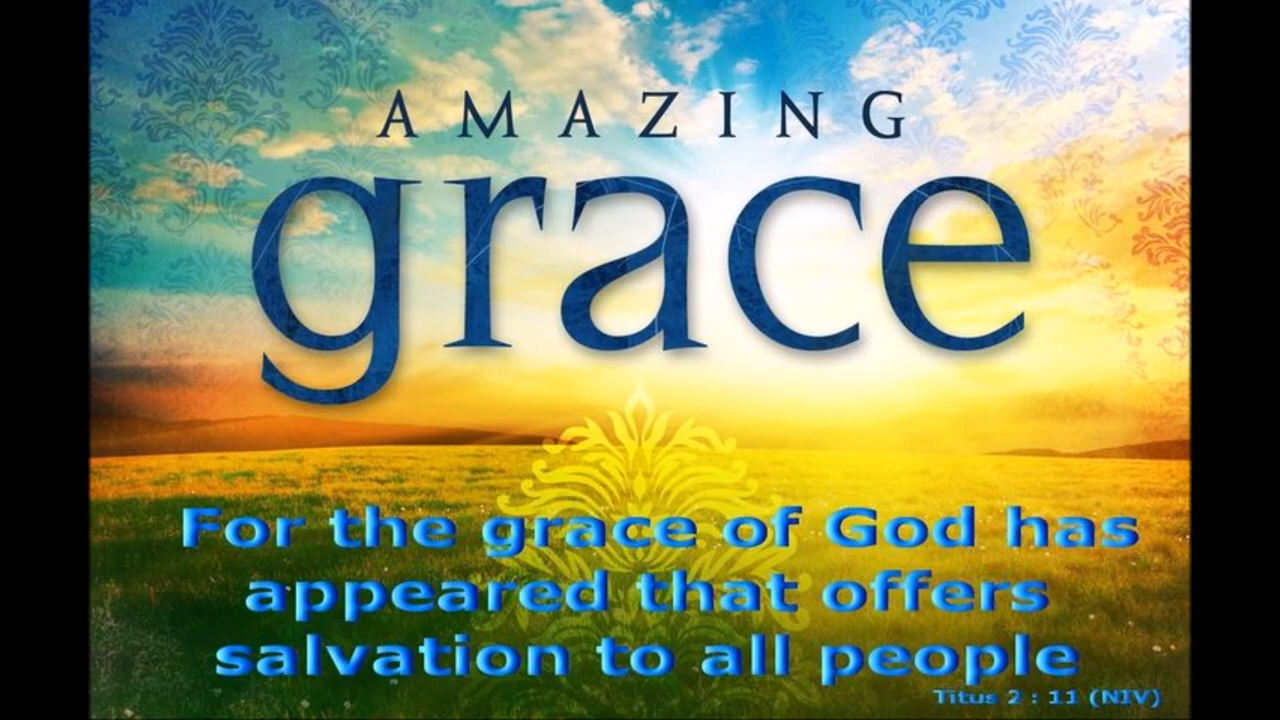 AMAZING
grace
For the grace of God has
appeared that offers
salvation to all people
Titus 2 : 11 (NIV)